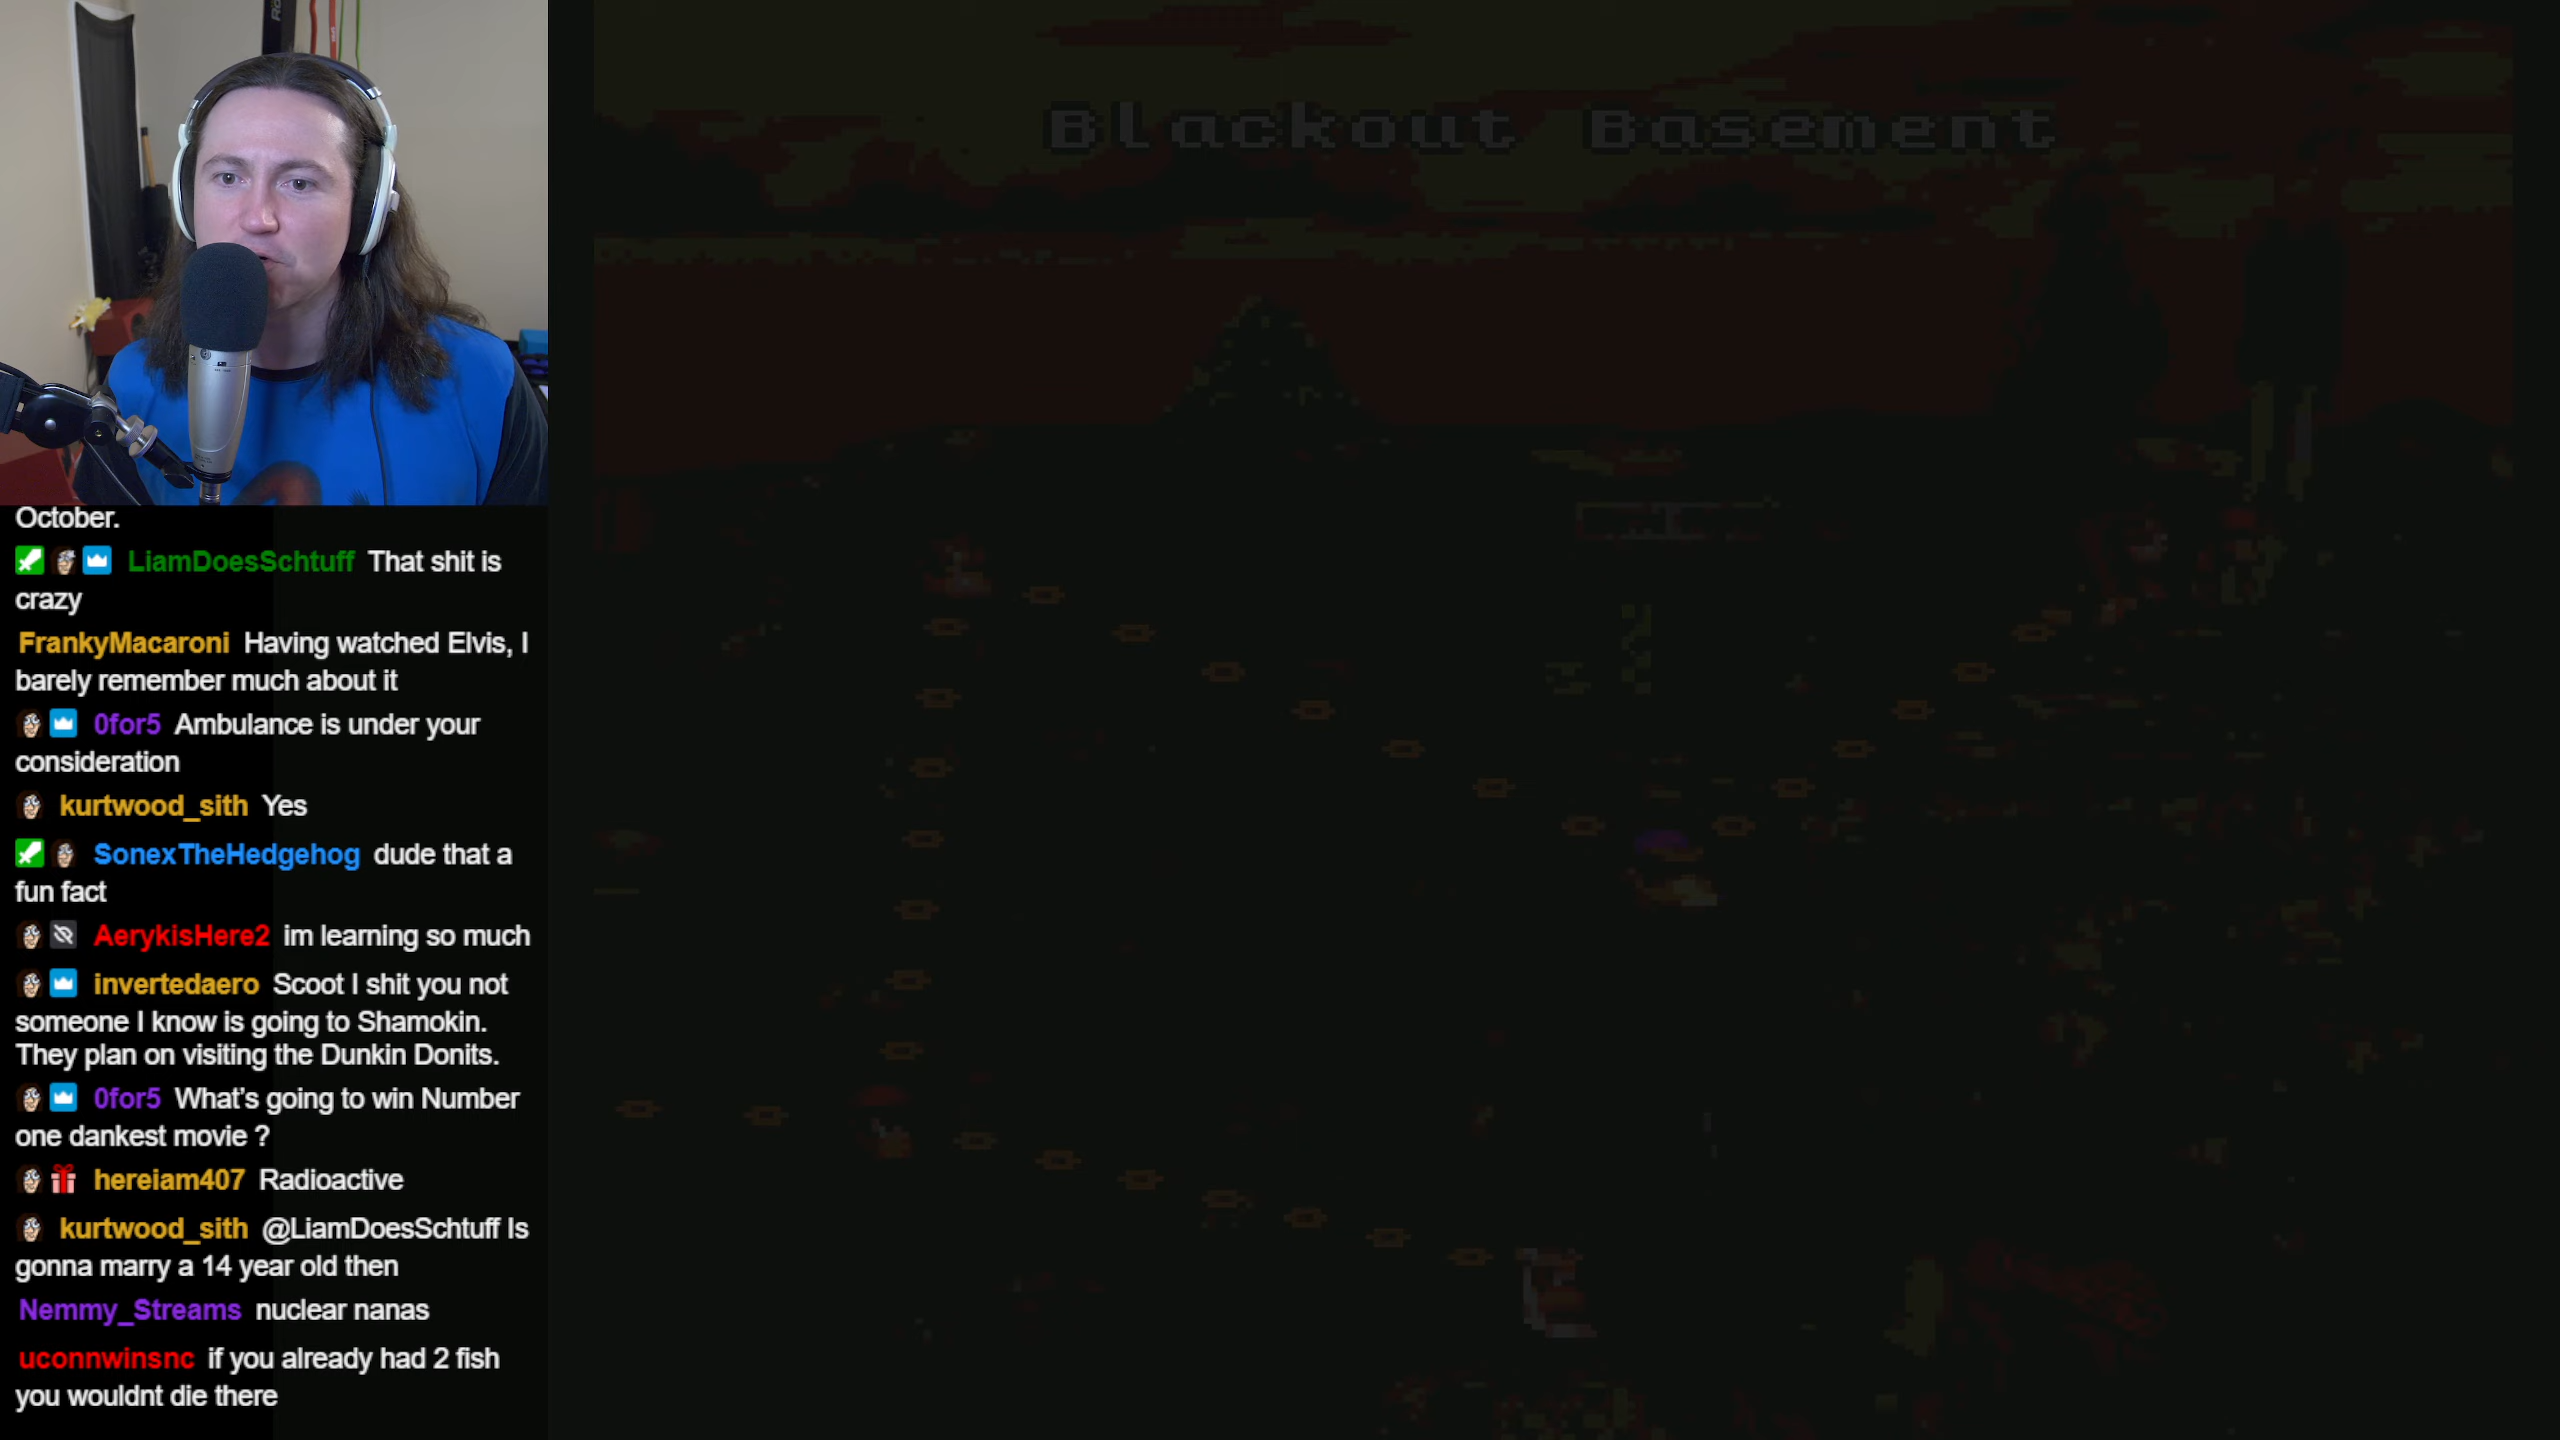 Blackout Basement
October.
LiamDoesSchtuff That shit is
crazy
FrankyMacaroni Having watched Elvis, I
barely remember much about it
0for5 Ambulance is under your
consideration
kurtwood_sith Yes
SonexTheHedgehog dude that a
fun fact
AerykisHere2 im learning so much
invertedaero Scoot I shit you not
someone I know is going to Shamokin.
They plan on visiting the Dunkin Donits.
0for5 What's going to win Number
one dankest movie ?
hereiam407 Radioactive
kurtwood_sith @LiamDoesSchtuff Is
gonna marry a 14 year old then
Nemmy_Streams nuclear nanas
uconnwinsnc if you already had 2 fish
you wouldnt die there